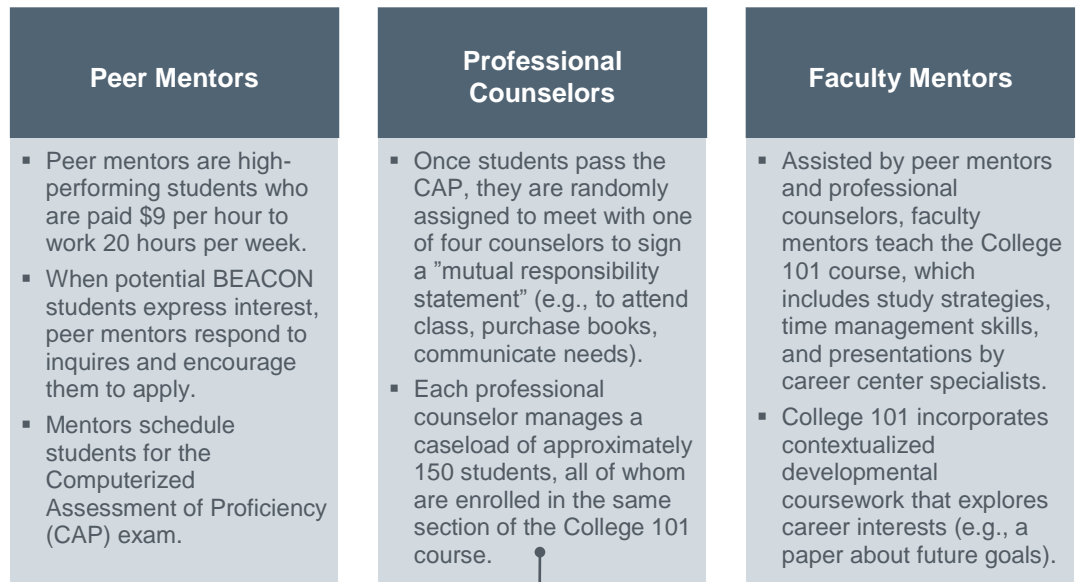 Peer Mentors
▪ Peer mentors are high-
performing students who
are paid $9 per hour to
work 20 hours per week.
▪ When potential BEACON
students express interest,
peer mentors respond to
inquires and encourage
them to apply.
▪ Mentors schedule
students for the
Computerized
Assessment of Proficiency
(CAP) exam.
Professional
Counselors
▪ Once students pass the
CAP, they are randomly
assigned to meet with one
of four counselors to sign
a ”mutual responsibility
statement” (e.g., to attend
class, purchase books,
communicate needs).
▪ Each professional
counselor manages a
caseload of approximately
150 students, all of whom
are enrolled in the same
section of the College 101
course.
Faculty Mentors
▪ Assisted by peer mentors
and professional
counselors, faculty
mentors teach the College
101 course, which
includes study strategies,
time management skills,
and presentations by
career center specialists.
▪ College 101 incorporates
contextualized
developmental
coursework that explores
career interests (e.g., a
paper about future goals).